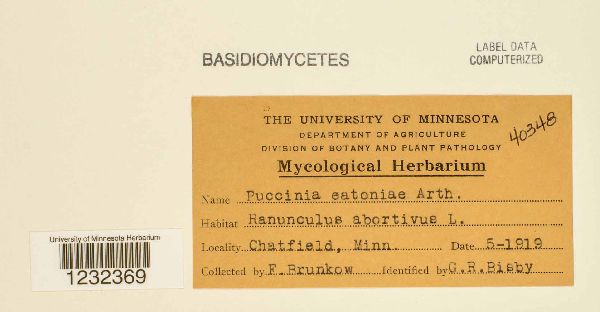 BASIDIOMYCETES
LABEL DATA
COMPUTERIZED
THE UNIVERSITY OF MINNESOTA
DEPARTMENT OF AGRICULTURE
DIVISION OF BOTANY AND PLANT PATHOLOGY
40348
Mycological Herbarium
Name Puccinia eatoniae Arth.
Habitat Ranunculus abortivus L.
Locality Chatfield, Minn. Date 5-1919
Collected by F. Brunkow Identified by G.R.Bisby
University of Minnesota Herbarium
1232369